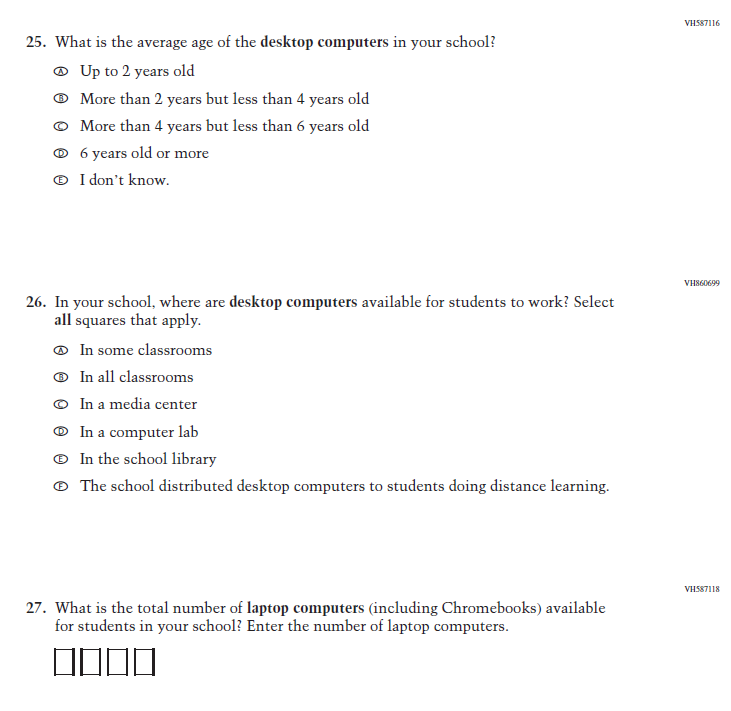 VH587116
25. What is the average age of the desktop computers in your school?
A Up to 2 years old
B More than 2 years but less than 4 years old
C More than 4 years but less than 6 years old
D 6 years old or more
E I don’t know.
VH860699
26. In your school, where are desktop computers available for students to work? Select
all squares that apply.
A In some classrooms
B In all classrooms
C In a media center
D In a computer lab
E In the school library
F The school distributed desktop computers to students doing distance learning.
VH587118
27. What is the total number of laptop computers (including Chromebooks) available
for students in your school? Enter the number of laptop computers.